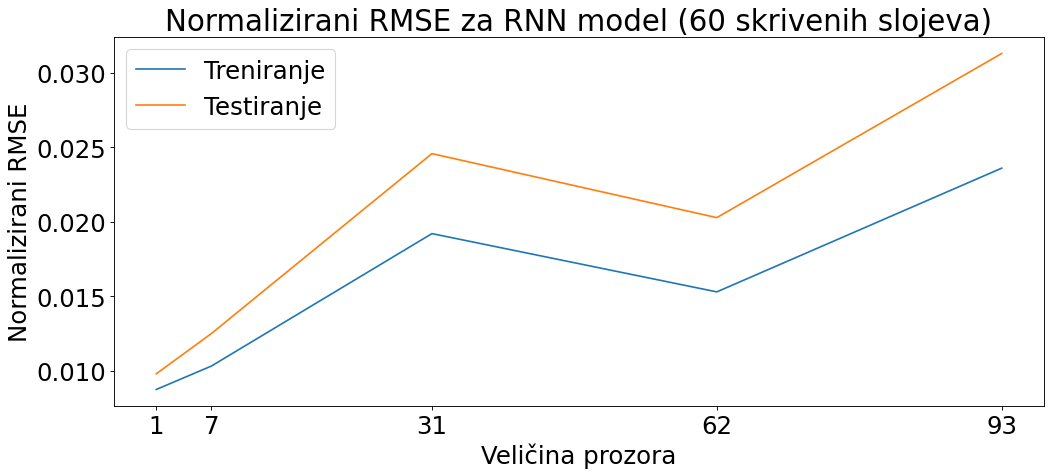 Normalizirani RMSE za RNN model (60 skrivenih slojeva)
Treniranje
Testiranje
Normalizirani RMSE
0.030
0.025
0.020
0.015
0.010
1 7 31 62 93
Veličina prozora